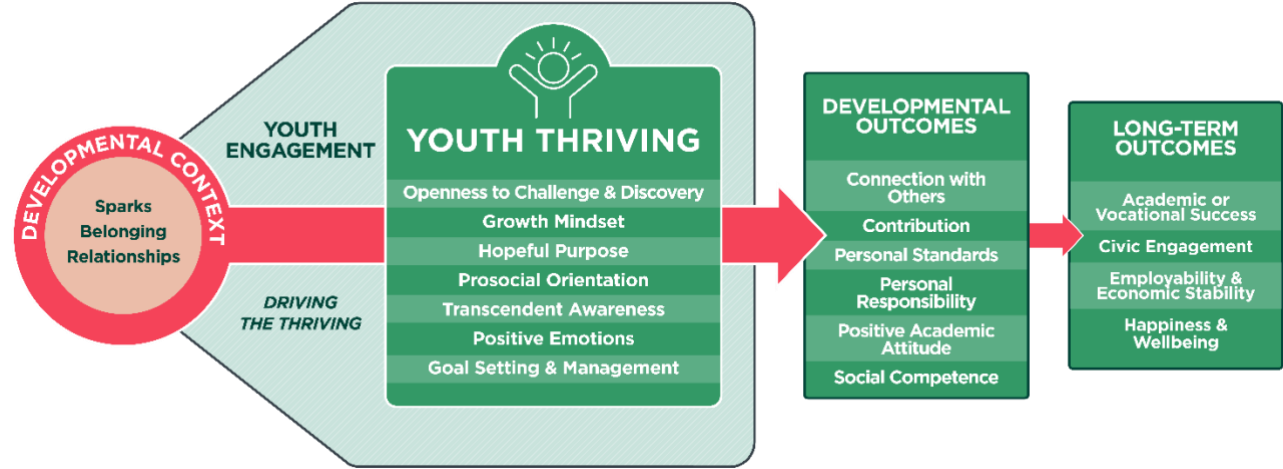 DEVELOPMENTAL CONTEXT
Sparks
Belonging
Relationships
YOUTH
ENGAGEMENT
DRIVING
THE THRIVING
YOUTH THRIVING
Openness to Challenge & Discovery
Growth Mindset
Hopeful Purpose
Prosocial Orientation
Transcendent Awareness
Positive Emotions
Goal Setting & Management
DEVELOPMENTAL
OUTCOMES
Connection with
Others
Contribution
Personal Standards
Personal
Responsibility
Positive Academic
Attitude
Social Competence
LONG-TERM
OUTCOMES
Academic or
Vocational Success
Civic Engagement
Employability &
Economic Stability
Happiness &
Wellbeing